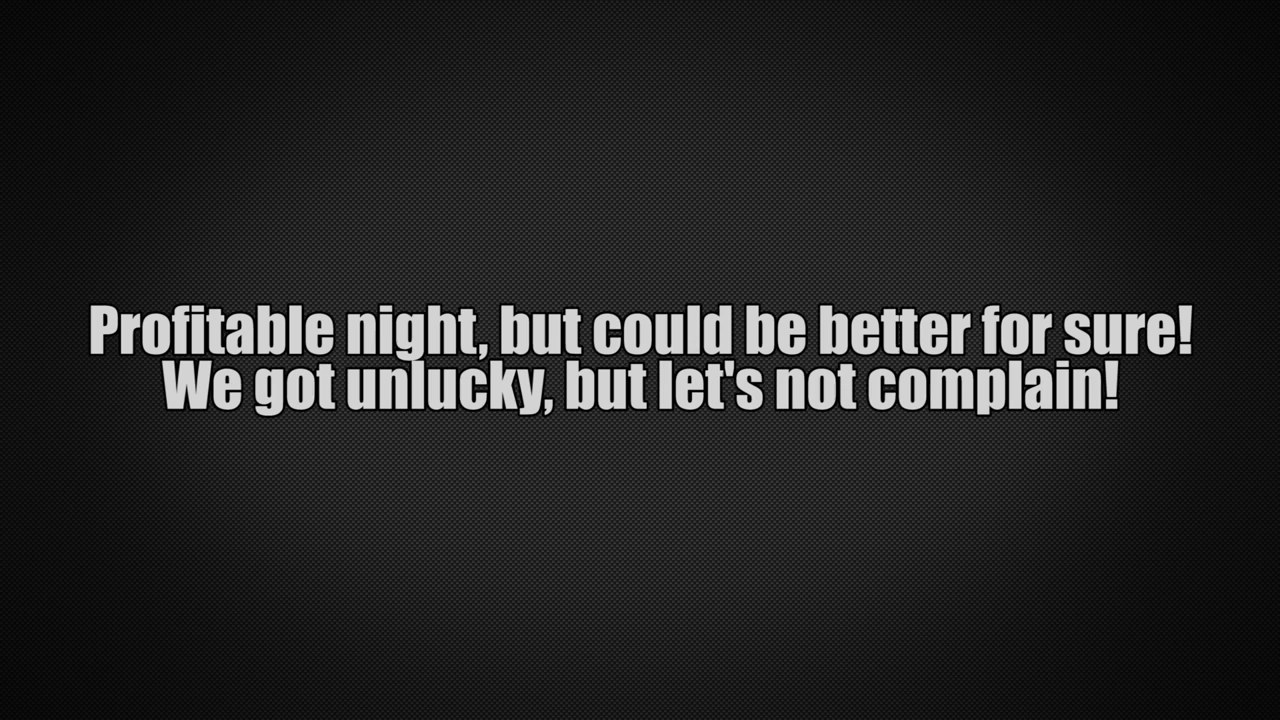 Profitable night, but could be better for sure!
We got unlucky, but let's not complain!